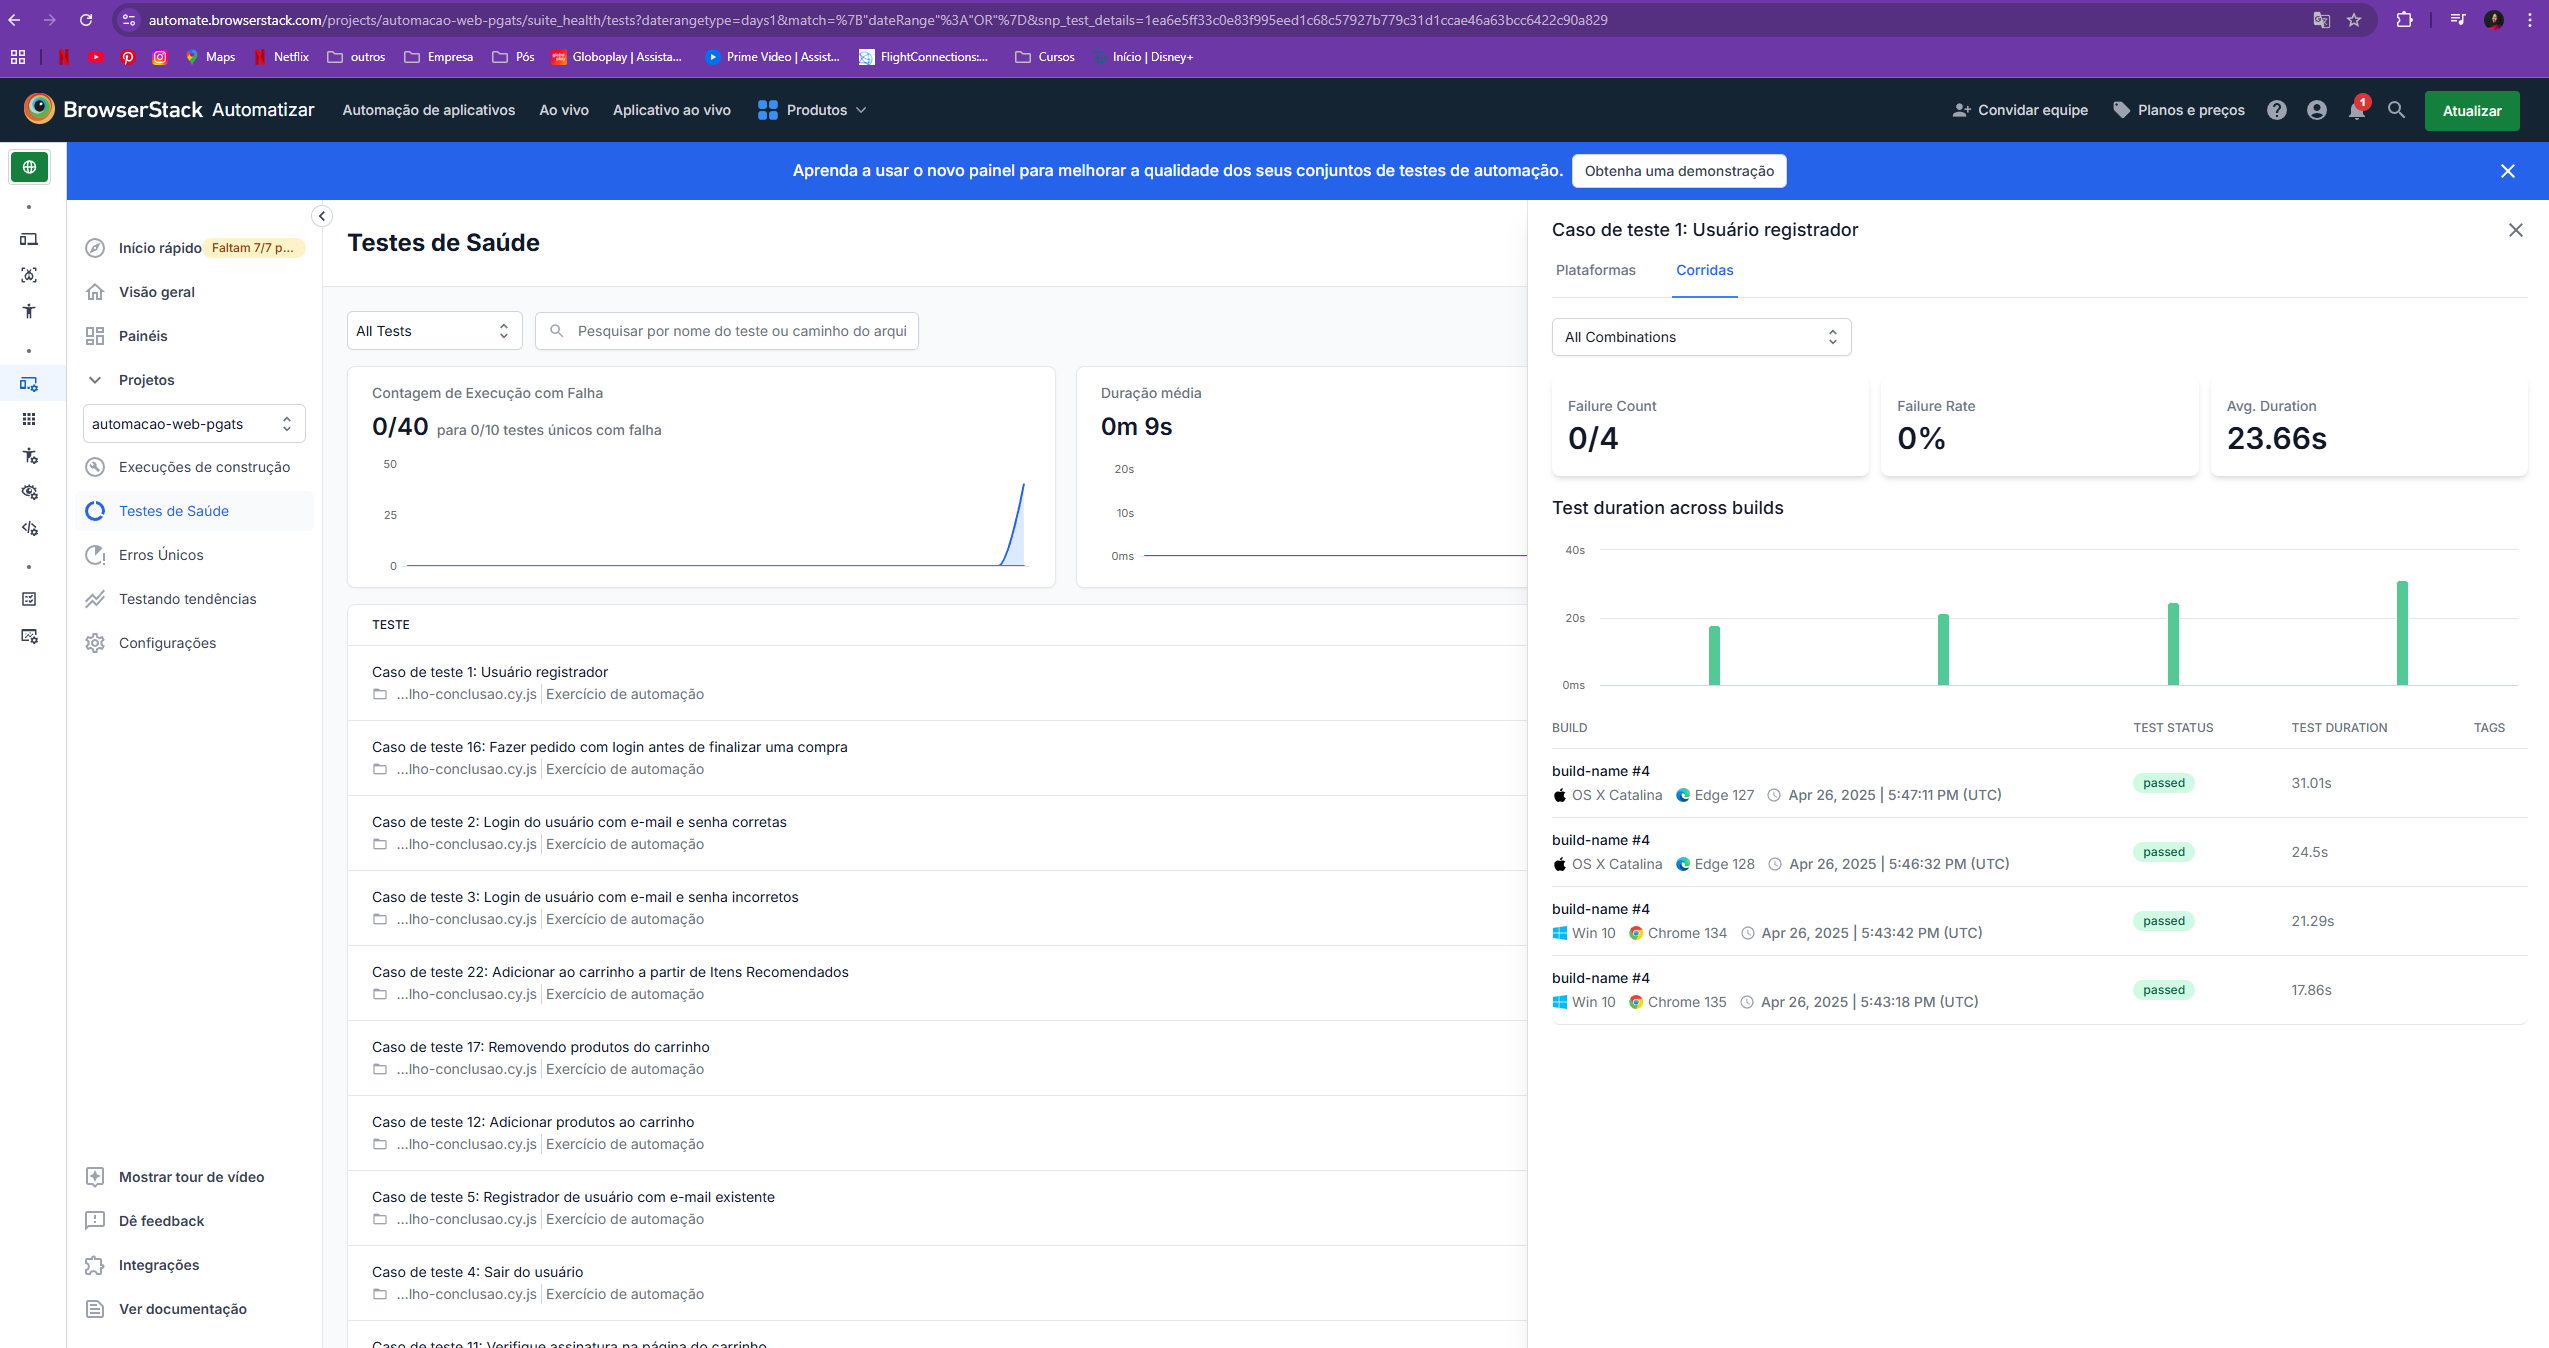 automate.browserstack.com/projects/automacao-web-pgats/suite_health/tests?daterangetype=days1&match=%7B"dateRange"%3A"OR"%7D&snp_test_details=1ea6e5ff33c0e83f995eed1c68c57927b779c31d1ccae46a63bcc6422c90a829
Maps
Netflix
outros
Empresa
Pós
Globoplay | Assista...
Prime Video | Assist...
FlightConnections:...
Cursos
Início | Disney+
BrowserStack Automatizar
Automação de aplicativos
Ao vivo
Aplicativo ao vivo
Produtos
Convidar equipe
Planos e preços
1
Atualizar
Aprenda a usar o novo painel para melhorar a qualidade dos seus conjuntos de testes de automação.
Obtenha uma demonstração
Início rápido
Faltam 7/7 p...
Visão geral
Painéis
Projetos
automacao-web-pgats
Execuções de construção
Testes de Saúde
Erros Únicos
Testando tendências
Configurações
Mostrar tour de vídeo
Dê feedback
Integrações
Ver documentação
Testes de Saúde
All Tests
Pesquisar por nome do teste ou caminho do arqui
Contagem de Execução com Falha
0/40 para 0/10 testes únicos com falha
50
25
0
Duração média
0m 9s
20s
10s
0ms
TESTE
Caso de teste 1: Usuário registrador
...lho-conclusao.cy.js | Exercício de automação
Caso de teste 16: Fazer pedido com login antes de finalizar uma compra
...lho-conclusao.cy.js | Exercício de automação
Caso de teste 2: Login do usuário com e-mail e senha corretas
...lho-conclusao.cy.js | Exercício de automação
Caso de teste 3: Login de usuário com e-mail e senha incorretos
...lho-conclusao.cy.js | Exercício de automação
Caso de teste 22: Adicionar ao carrinho a partir de Itens Recomendados
...lho-conclusao.cy.js | Exercício de automação
Caso de teste 17: Removendo produtos do carrinho
...lho-conclusao.cy.js | Exercício de automação
Caso de teste 12: Adicionar produtos ao carrinho
...lho-conclusao.cy.js | Exercício de automação
Caso de teste 5: Registrador de usuário com e-mail existente
...lho-conclusao.cy.js | Exercício de automação
Caso de teste 4: Sair do usuário
...lho-conclusao.cy.js | Exercício de automação
Caso de teste 11: Verifique assinatura na página do carrinho
Caso de teste 1: Usuário registrador
Plataformas
Corridas
All Combinations
Failure Count
0/4
Failure Rate
0%
Avg. Duration
23.66s
Test duration across builds
40s
20s
0ms
BUILD TEST STATUS TEST DURATION TAGS
build-name #4
OS X Catalina Edge 127 Apr 26, 2025 | 5:47:11 PM (UTC)
passed
31.01s
build-name #4
OS X Catalina Edge 128 Apr 26, 2025 | 5:46:32 PM (UTC)
passed
24.5s
build-name #4
Win 10 Chrome 134 Apr 26, 2025 | 5:43:42 PM (UTC)
passed
21.29s
build-name #4
Win 10 Chrome 135 Apr 26, 2025 | 5:43:18 PM (UTC)
passed
17.86s